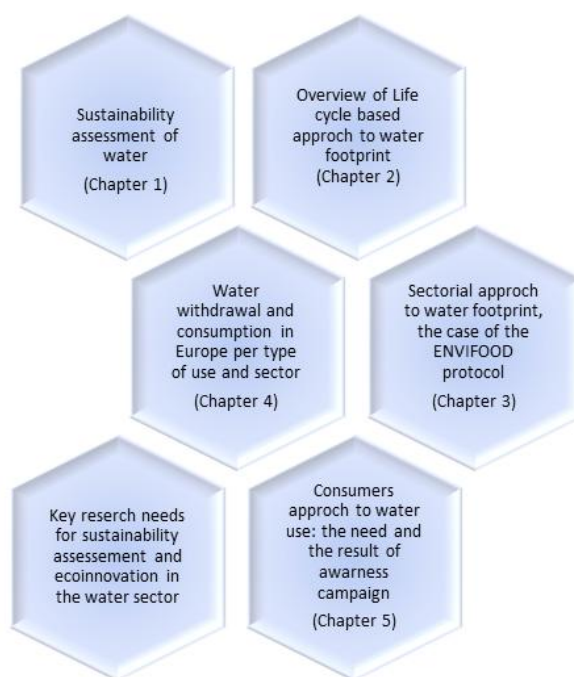 Sustainability
assessment of
water
(Chapter 1)
Overview of Life
cycle based
approch to water
footprint
(Chapter 2)
Water
withdrawal and
consumption in
Europe per type
of use and sector
(Chapter 4)
Sectorial approch
to water footprint,
the case of the
ENVIFOOD
protocol
(Chapter 3)
Key reserch needs
for sustainability
assessement and
ecoinnovation in
the water sector
Consumers
approch to water
use: the need and
the result of
awarness
campaign
(Chapter 5)